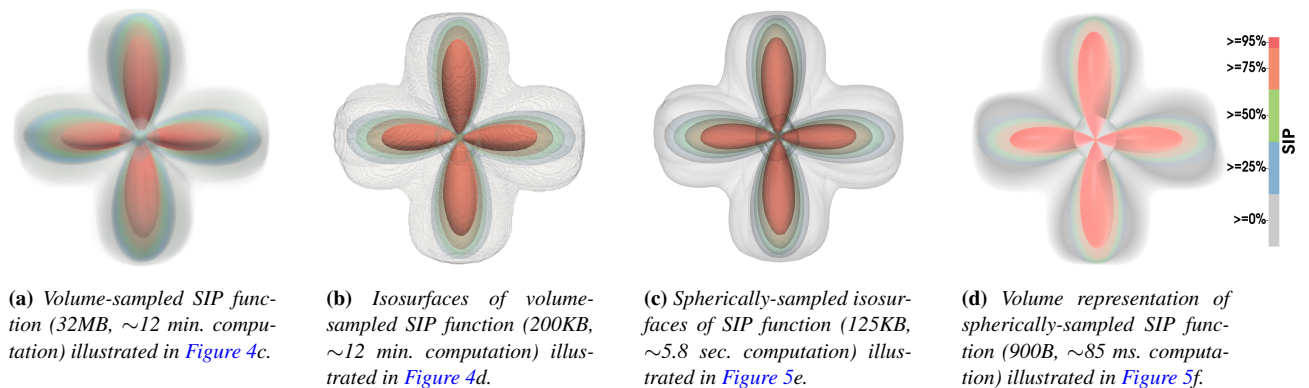 >=95%
>=75%
>=50%
>=25%
>=0%
SIP
(a) Volume-sampled SIP func-
tion (32MB, ∼12 min. compu-
tation) illustrated in Figure 4c.
(b) Isosurfaces of volume-
sampled SIP function (200KB,
∼12 min. computation) illus-
trated in Figure 4d.
(c) Spherically-sampled isosur-
faces of SIP function (125KB,
∼5.8 sec. computation) illus-
trated in Figure 5e.
(d) Volume representation of
spherically-sampled SIP func-
tion (900B, ∼85 ms. computa-
tion) illustrated in Figure 5f.